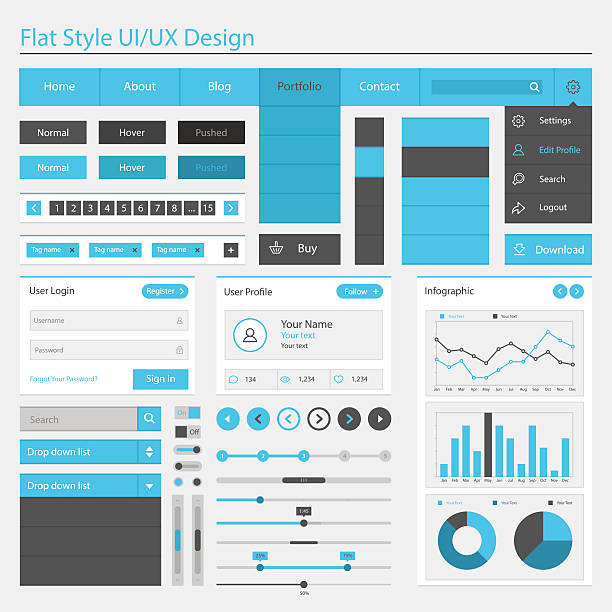 Flat Style UI/UX Design
Home About Blog Portfolio Contact
Settings
Edit Profile
Search
Logout
Normal Hover Pushed
Normal Hover Pushed
1 2 3 4 5 6 7 8 ... 15
Tag name × Tag name × Tag name × +
Buy
Download
User Login Register
Username
Password
Forgot Your Password? Sign In
User Profile Follow +
Your Name
Your text
Your text
134 1,234 1,234
Infographic
Your Text Your Text
Jan Feb Mar Apr May Jun Jul Aug Sep Oct Nov Dec
Jan Feb Mar Apr May Jun Jul Aug Sep Oct Nov Dec
Your Text Your Text Your Text
Search
Drop down list
Drop down list
On
Off
1 2 3 4 5
1,45
25% 75%
50%